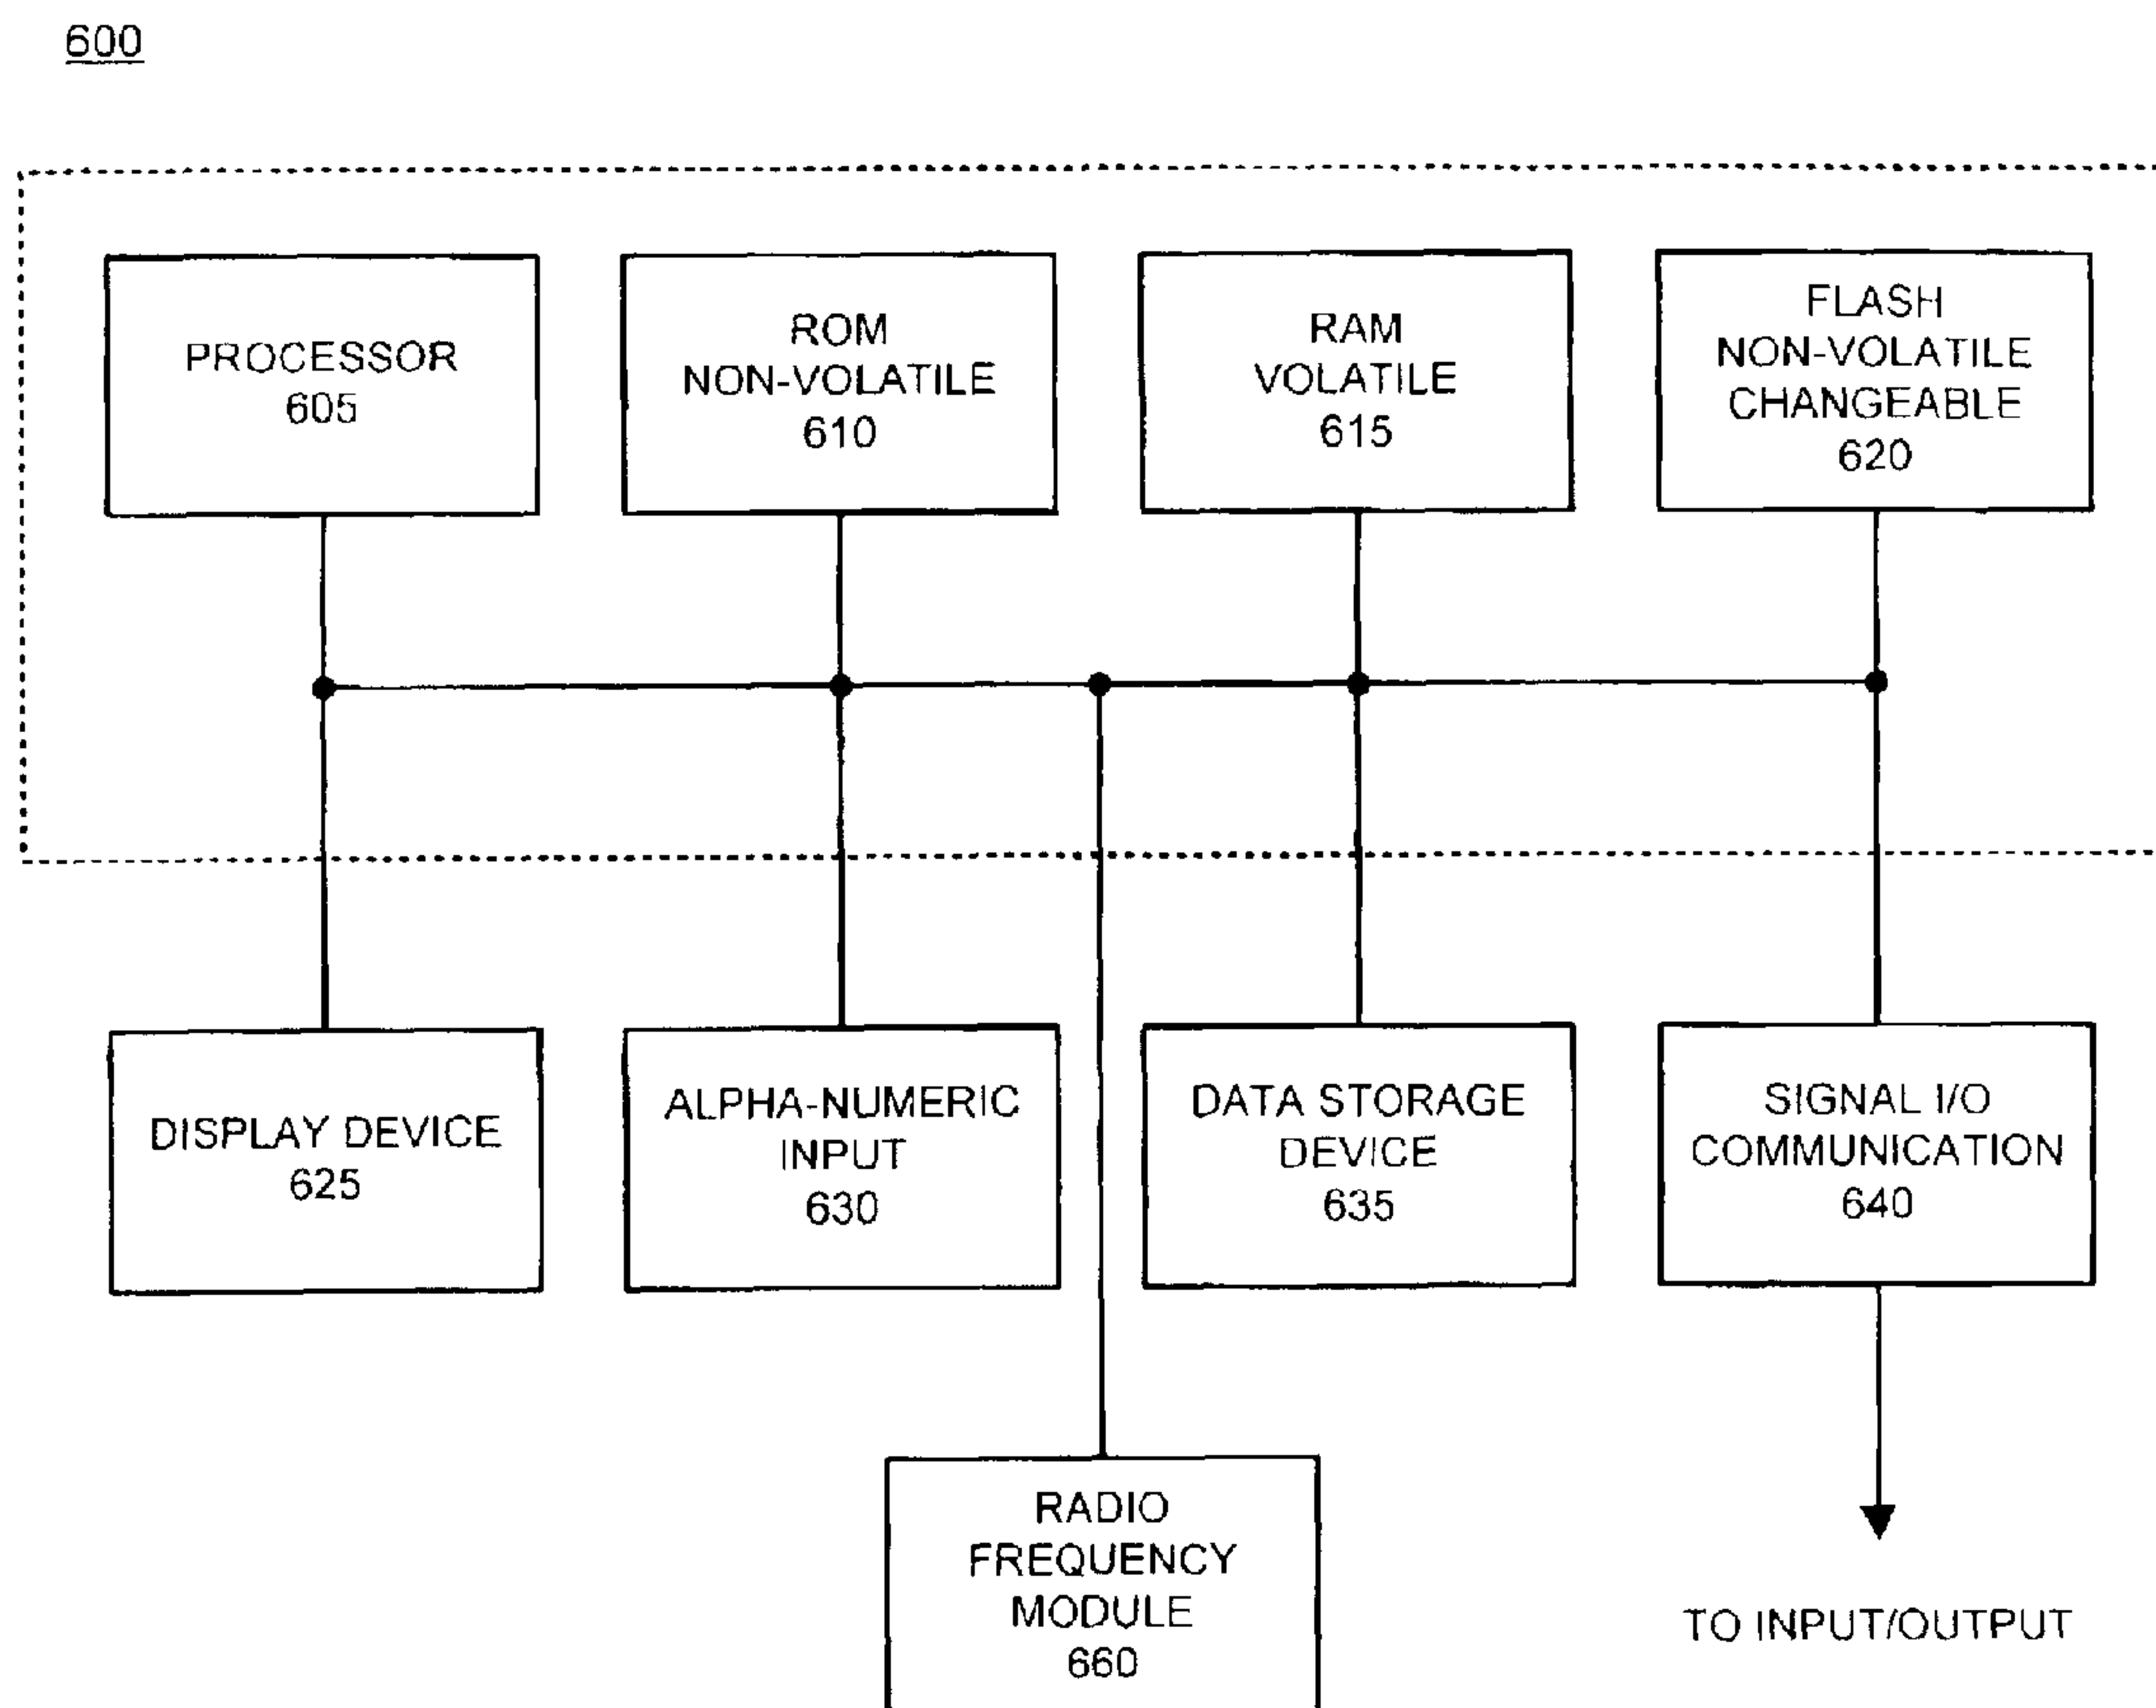 600
PROCESSOR
605
ROM
NON-VOLATILE
610
RAM
VOLATILE
615
FLASH
NON-VOLATILE
CHANGEABLE
620
DISPLAY DEVICE
625
ALPHA-NUMERIC
INPUT
630
DATA STORAGE
DEVICE
635
SIGNAL I/O
COMMUNICATION
640
RADIO
FREQUENCY
MODULE
660
TO INPUT/OUTPUT